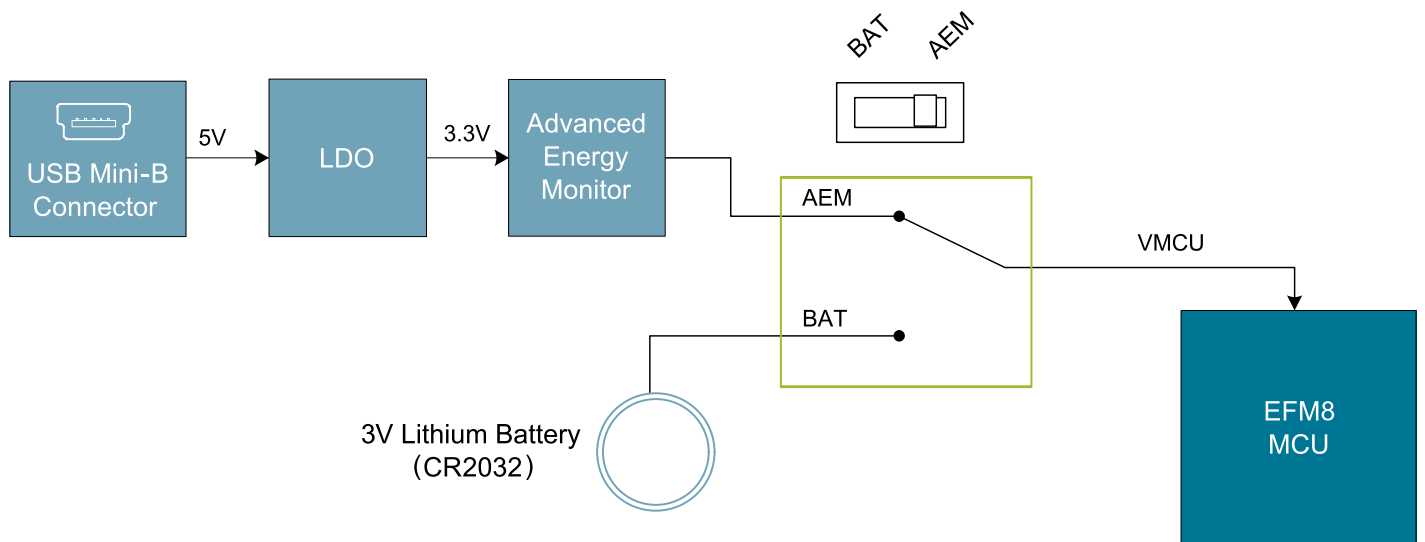 BAT
AEM
USB Mini-B
Connector
5V
LDO
3.3V
Advanced
Energy
Monitor
AEM
VMCU
BAT
3V Lithium Battery
(CR2032)
EFM8
MCU